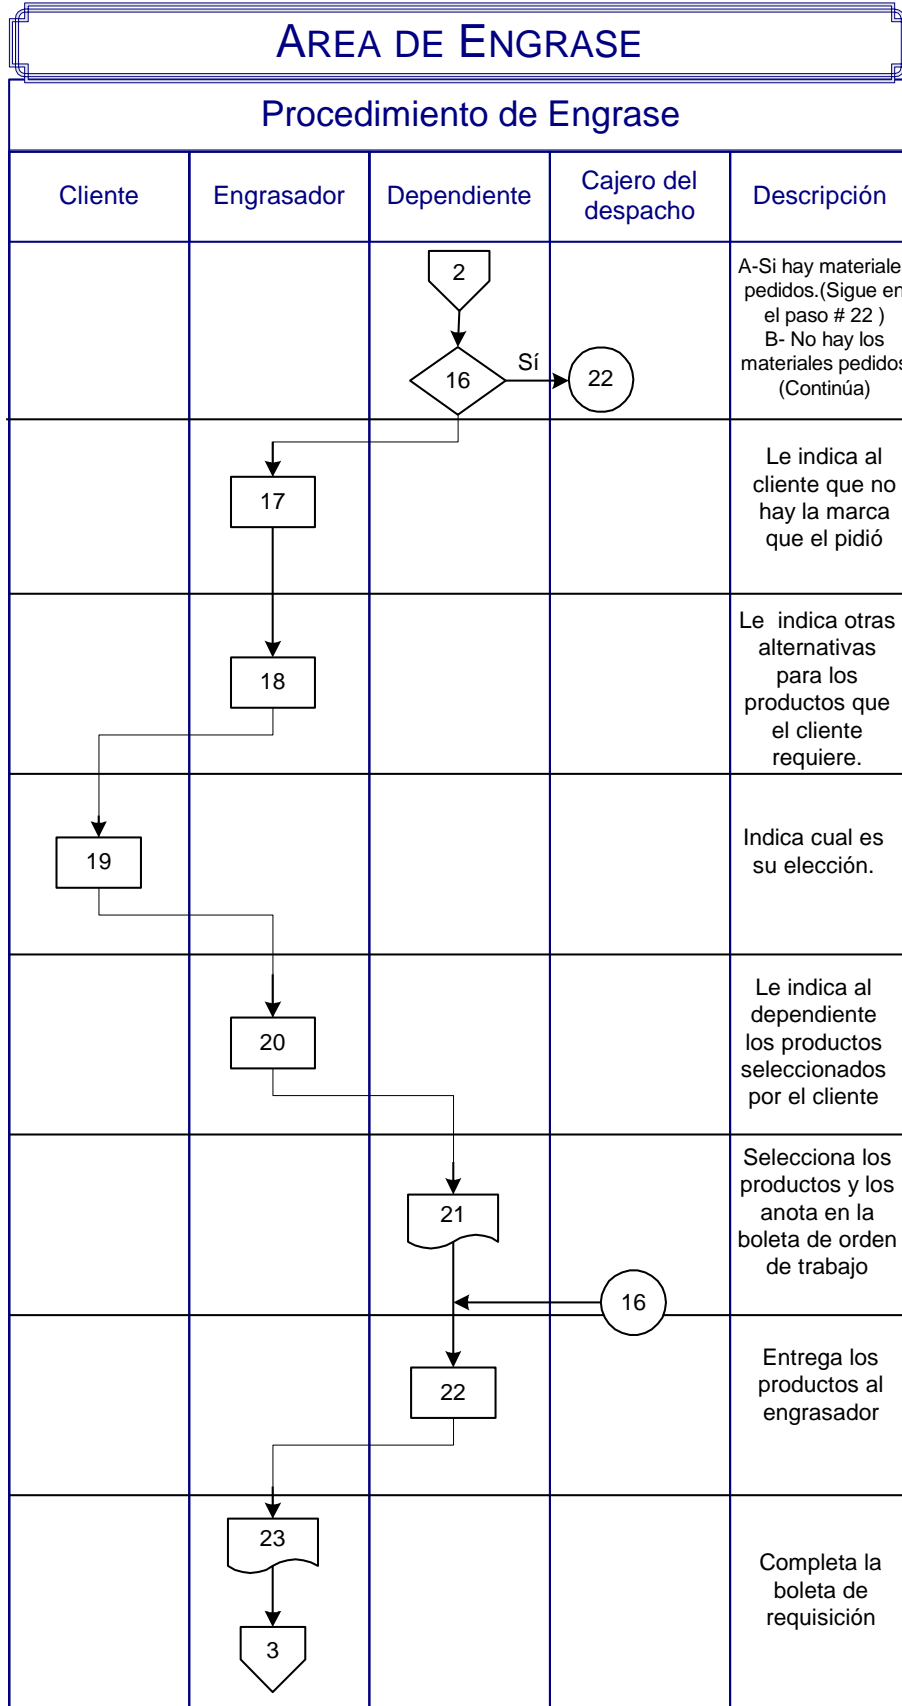 AREA DE ENGRASE
Procedimiento de Engrase
Cliente
Engrasador
Dependiente
Cajero del
despacho
Descripción
2
16
Sí
22
A-Si hay materiale
pedidos.(Sigue en
el paso # 22 )
B- No hay los
materiales pedidos
(Continúa)
17
Le indica al
cliente que no
hay la marca
que el pidió
18
Le indica otras
alternativas
para los
productos que
el cliente
requiere.
19
Indica cual es
su elección.
20
Le indica al
dependiente
los productos
seleccionados
por el cliente
21
Selecciona los
productos y los
anota en la
boleta de orden
de trabajo
16
22
Entrega los
productos al
engrasador
23
3
Completa la
boleta de
requisición